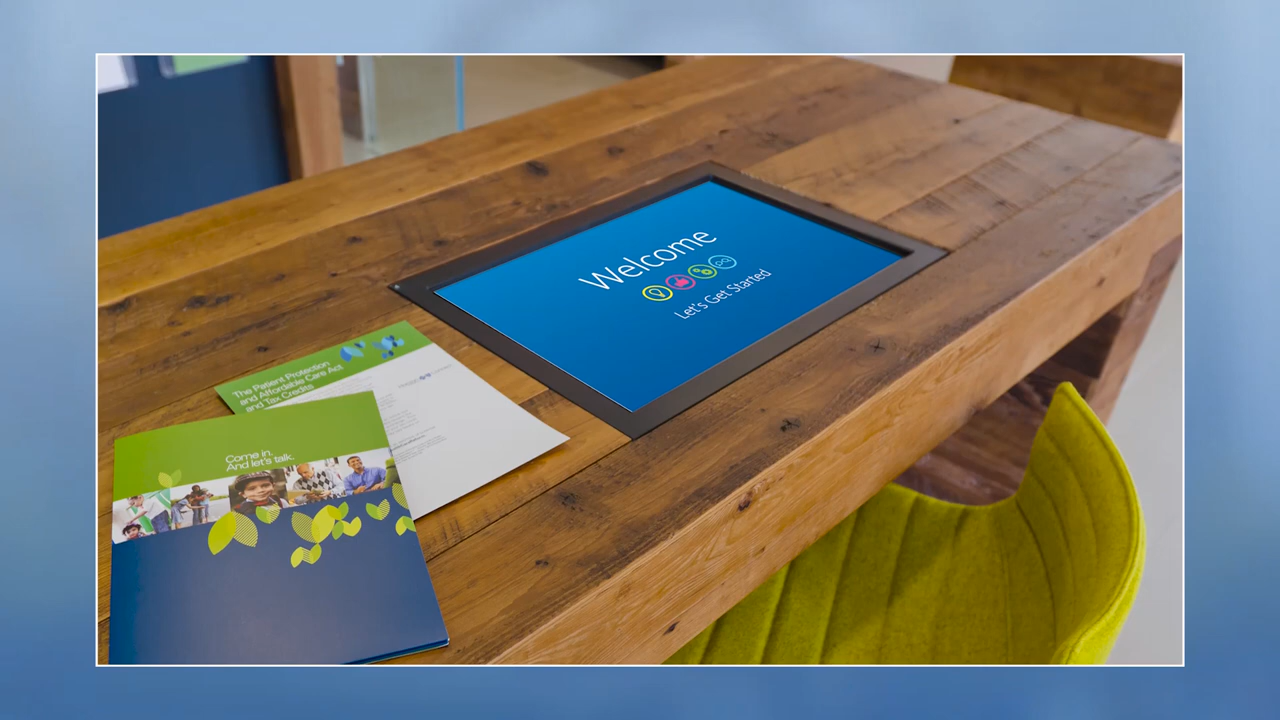 Welcome
Let's Get Started
The Patient Protection
and Affordable Care Act
and Tax Credits
Come in.
And let's talk.